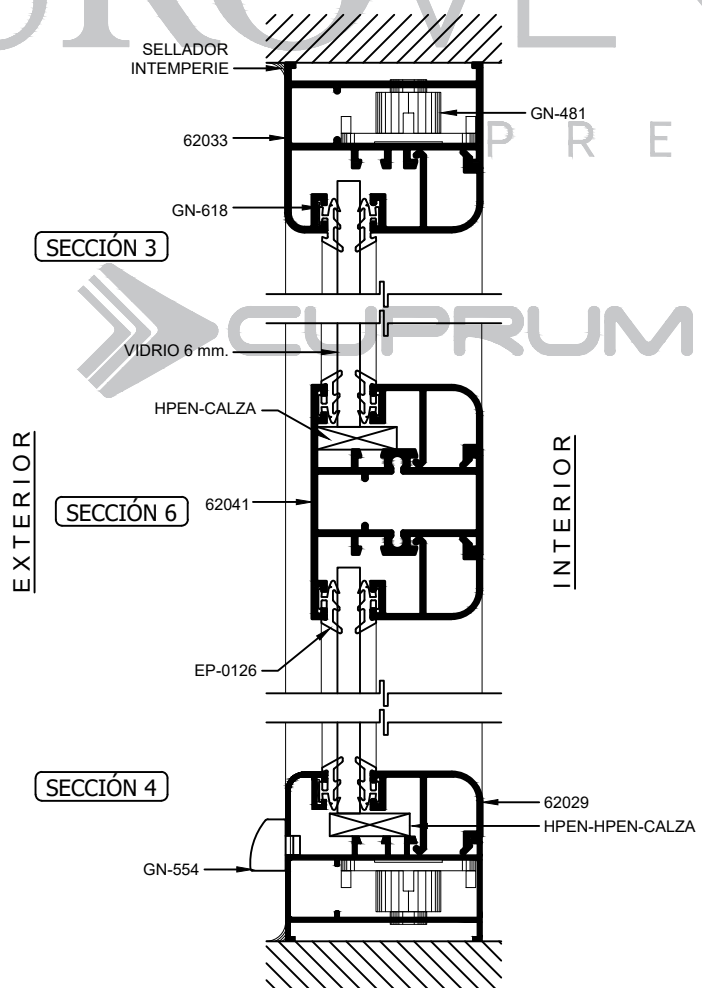 SELLADOR
INTEMPERIE
GN-481
62033
P R E
GN-618
SECCIÓN 3
CUPRUM
VIDRIO 6 mm.
HPEN-CALZA
EXTERIOR
INTERIOR
SECCIÓN 6
62041
EP-0126
SECCIÓN 4
62029
HPEN-HPEN-CALZA
GN-554